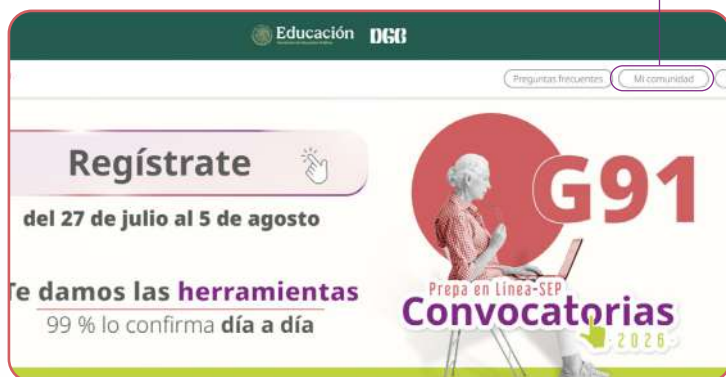 Educación DGB
Preguntas frecuentes
Mi comunidad
Regístrate
del 27 de julio al 5 de agosto
Te damos las herramientas
99 % lo confirma día a día
G91
Prepa en Línea-SEP
Convocatorias
2026